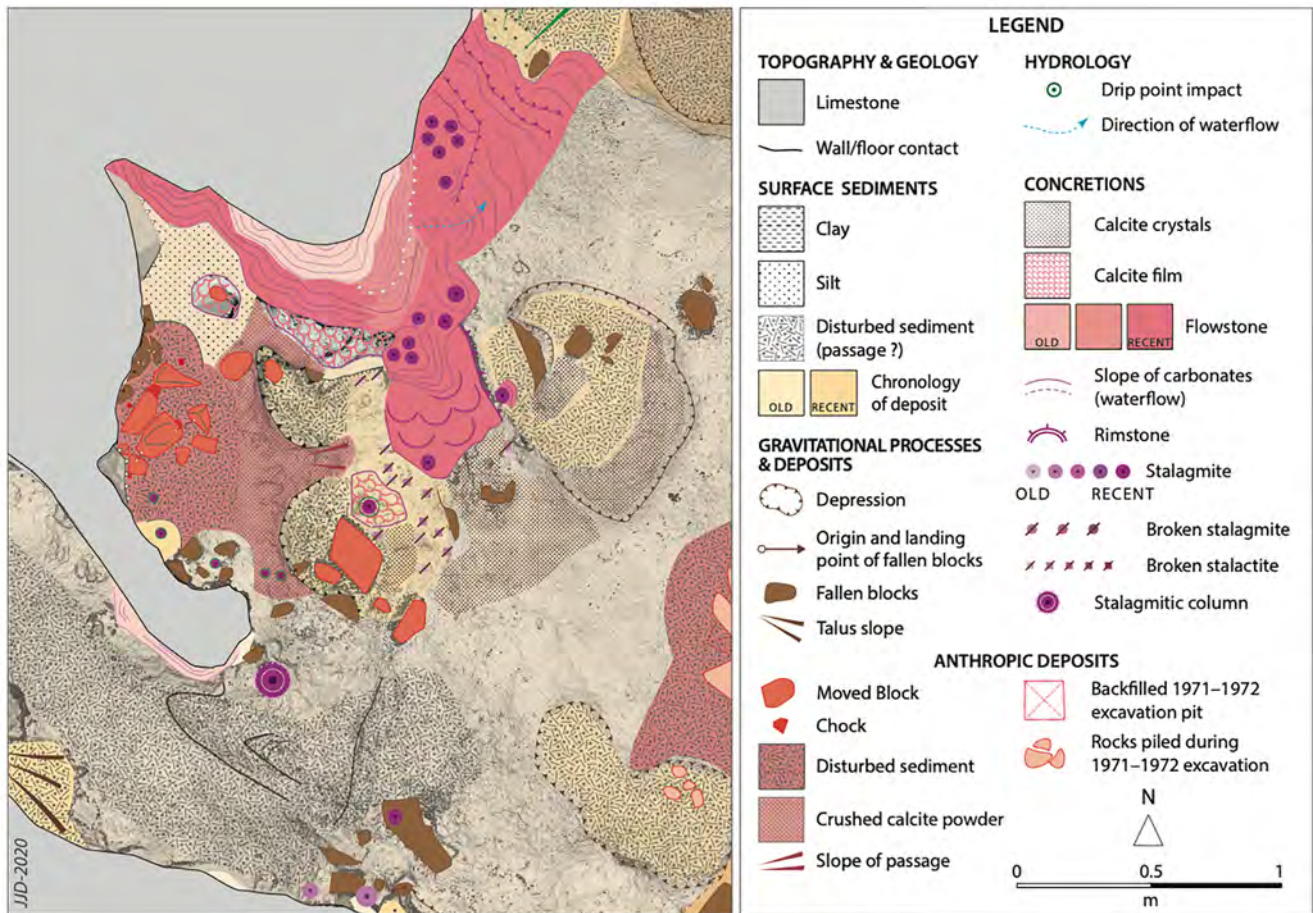 JJD-2020
LEGEND
TOPOGRAPHY & GEOLOGY
Limestone
Wall/floor contact
SURFACE SEDIMENTS
Clay
Silt
Disturbed sediment
(passage ?)
OLD
RECENT
Chronology
of deposit
GRAVITATIONAL PROCESSES
& DEPOSITS
Depression
Origin and landing
point of fallen blocks
Fallen blocks
Talus slope
HYDROLOGY
Drip point impact
Direction of waterflow
CONCRETIONS
Calcite crystals
Calcite film
OLD
RECENT
Flowstone
Slope of carbonates
(waterflow)
Rimstone
Stalagmite
OLD RECENT
Broken stalagmite
Broken stalactite
Stalagmitic column
ANTHROPIC DEPOSITS
Moved Block
Chock
Disturbed sediment
Crushed calcite powder
Slope of passage
Backfilled 1971–1972
excavation pit
Rocks piled during
1971–1972 excavation
N
0 0.5 1
m